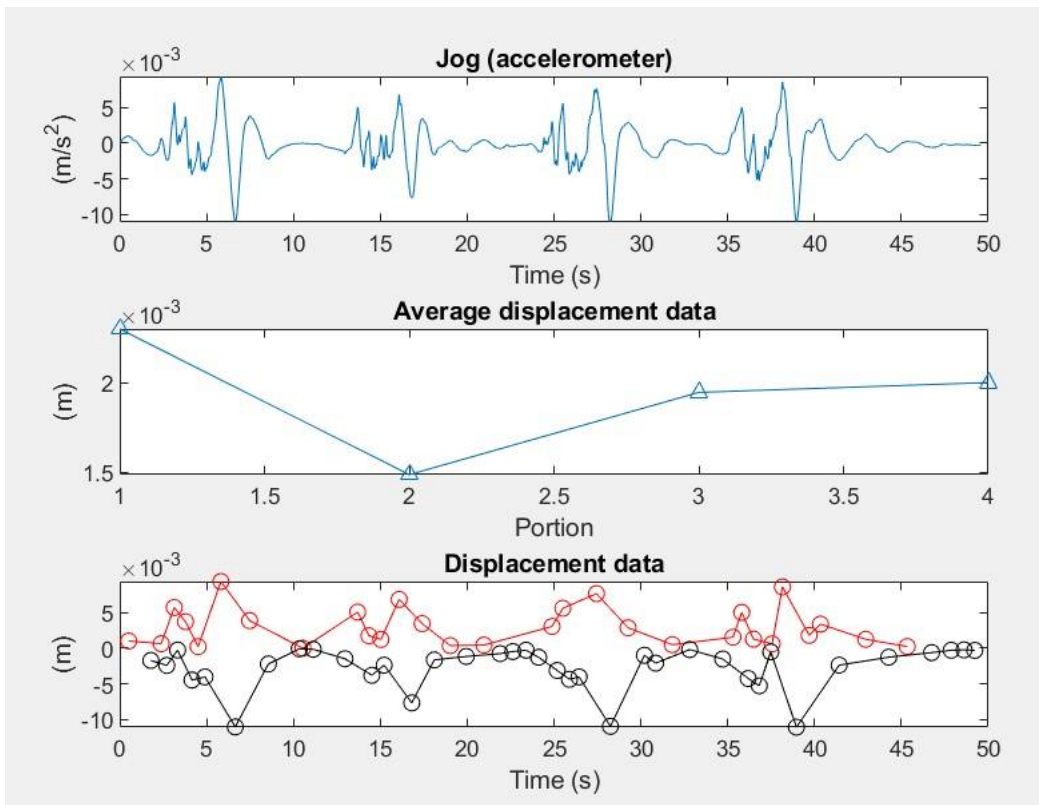 Jog (accelerometer)
×10⁻³
5
0
-5
-10
(m/s²)
0 5 10 15 20 25 30 35 40 45 50
Time (s)
Average displacement data
×10⁻³
2
1.5
(m)
1 1.5 2 2.5 3 3.5 4
Portion
Displacement data
×10⁻³
5
0
-5
-10
(m)
0 5 10 15 20 25 30 35 40 45 50
Time (s)